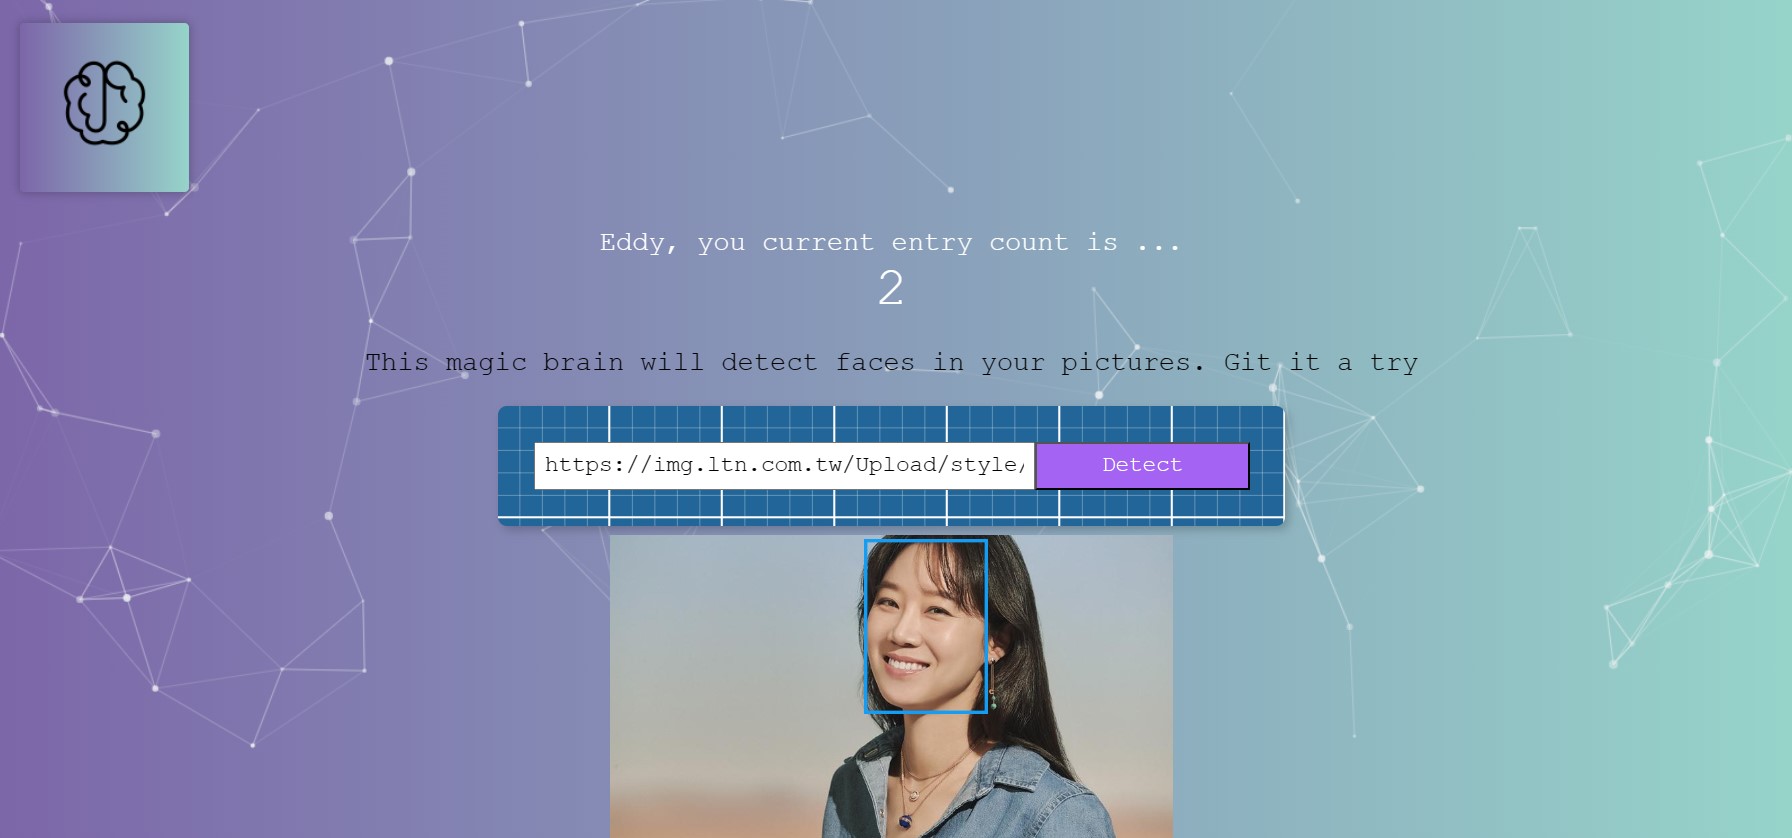 Eddy, you current entry count is ...
2
This magic brain will detect faces in your pictures. Git it a try
https://img.ltn.com.tw/Upload/style/
Detect